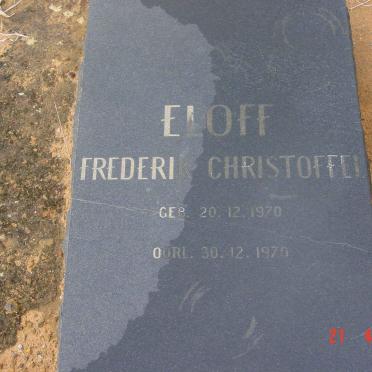 ELOFF
FREDERIK CHRISTOFFEL
GEB. 20.12.1970
OORL. 30.12.1970
21